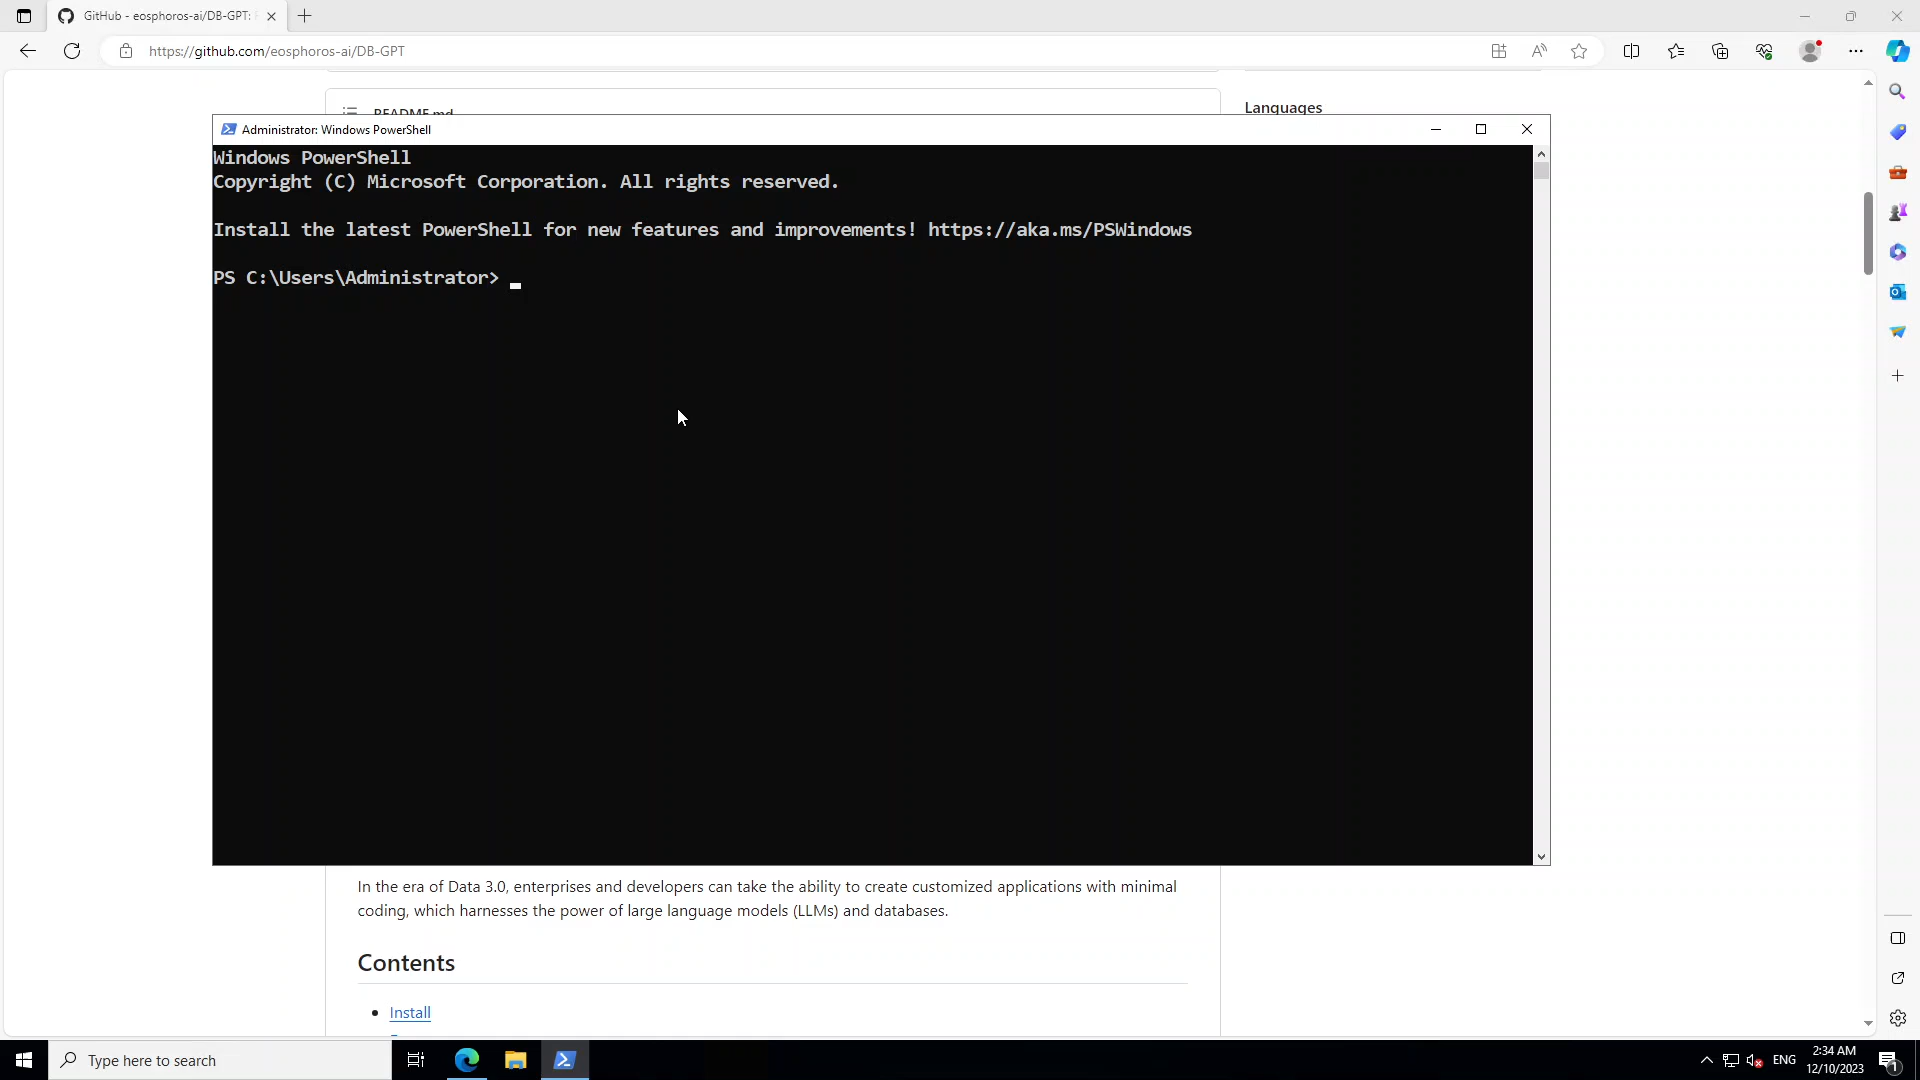 GitHub - eosphoros-ai/DB-GPT:
https://github.com/eosphoros-ai/DB-GPT
README.md
Languages
Administrator: Windows PowerShell
Windows PowerShell
Copyright (C) Microsoft Corporation. All rights reserved.
Install the latest PowerShell for new features and improvements! https://aka.ms/PSWindows
PS C:\Users\Administrator>
In the era of Data 3.0, enterprises and developers can take the ability to create customized applications with minimal
coding, which harnesses the power of large language models (LLMs) and databases.
Contents
Install
Type here to search
ENG
2:34 AM
12/10/2023
1